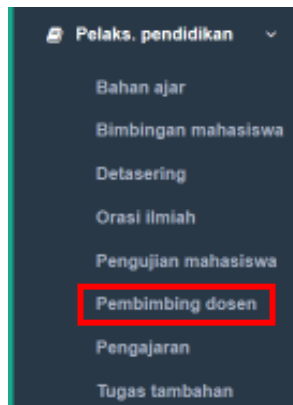 Pelaks. pendidikan
Bahan ajar
Bimbingan mahasiswa
Detasering
Orasi ilmiah
Pengujian mahasiswa
Pembimbing dosen
Pengajaran
Tugas tambahan